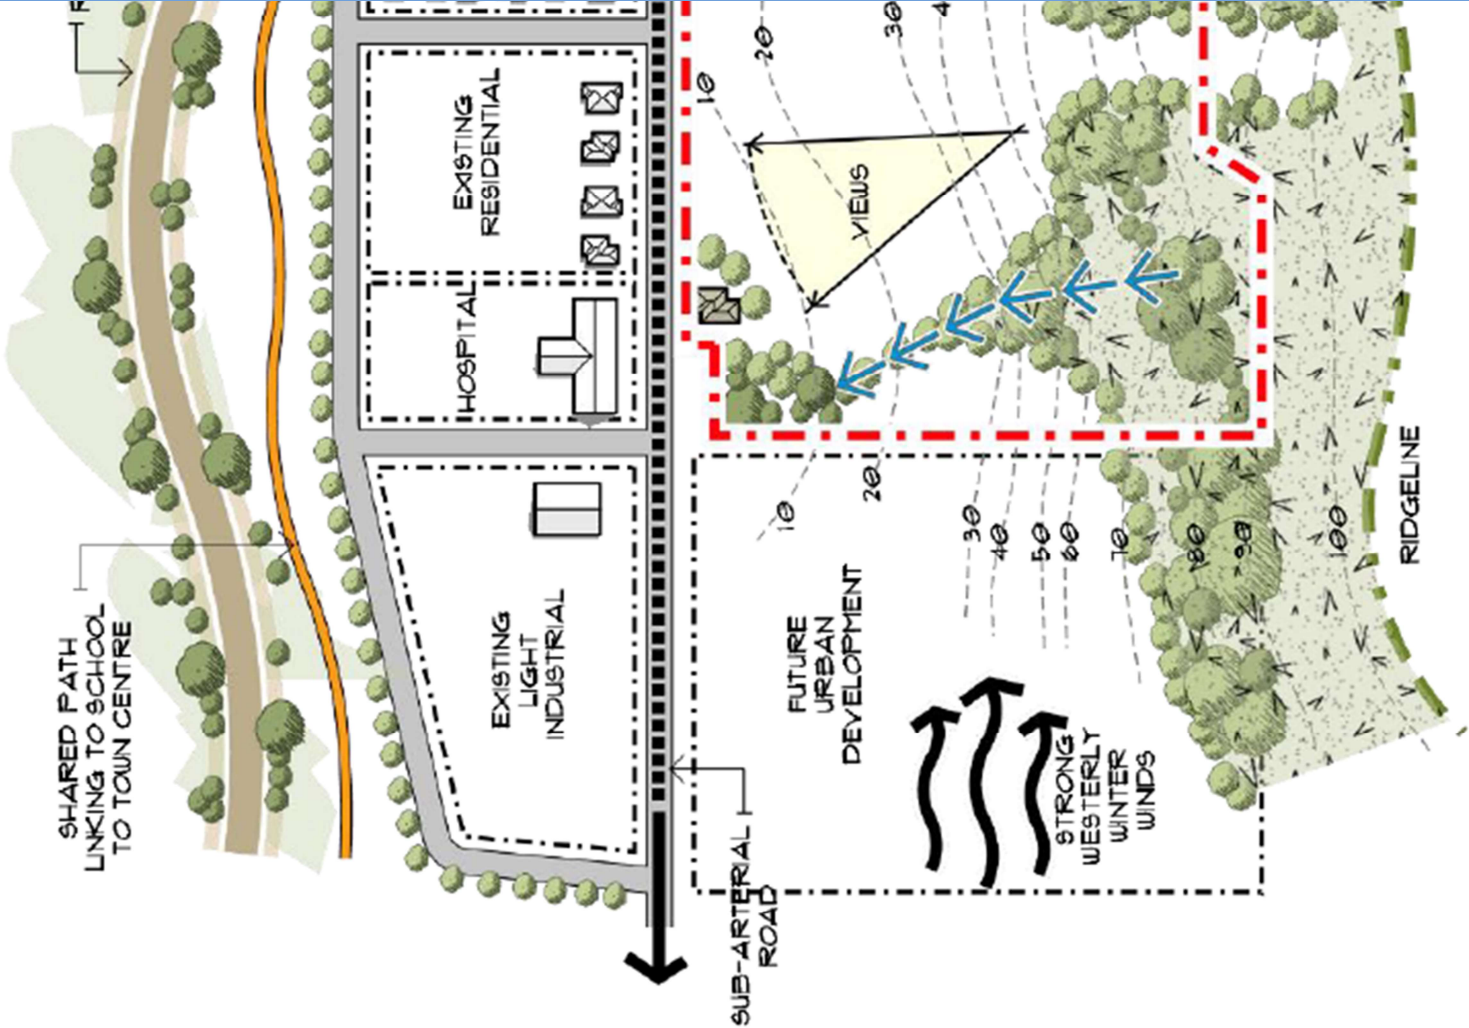 SHARED PATH
LINKING TO SCHOOL
TO TOWN CENTRE
EXISTING
RESIDENTIAL
HOSPITAL
EXISTING
LIGHT
INDUSTRIAL
SUB-ARTERIAL
ROAD
10
20
30
VIEWS
FUTURE
URBAN
DEVELOPMENT
10
20
30
40
50
60
70
80
90
100
STRONG
WESTERLY
WINTER
WINDS
RIDGELINE